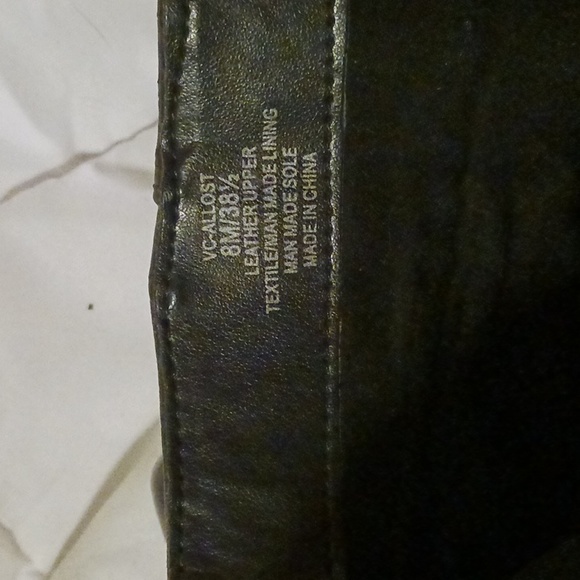 VC-ALLOST
8M/38½
LEATHER UPPER
TEXTILE/MAN MADE LINING
MAN MADE SOLE
MADE IN CHINA